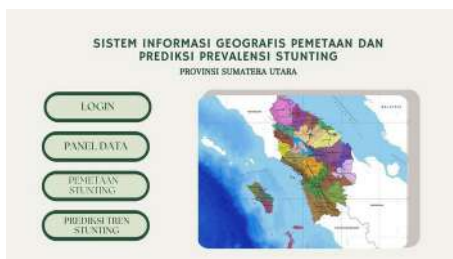 SISTEM INFORMASI GEOGRAFIS PEMETAAN DAN
PREDIKSI PREVALENSI STUNTING
PROVINSI SUMATERA UTARA
LOGIN
PANEL DATA
PEMETAAN
STUNTING
PREDIKSI TREN
STUNTING